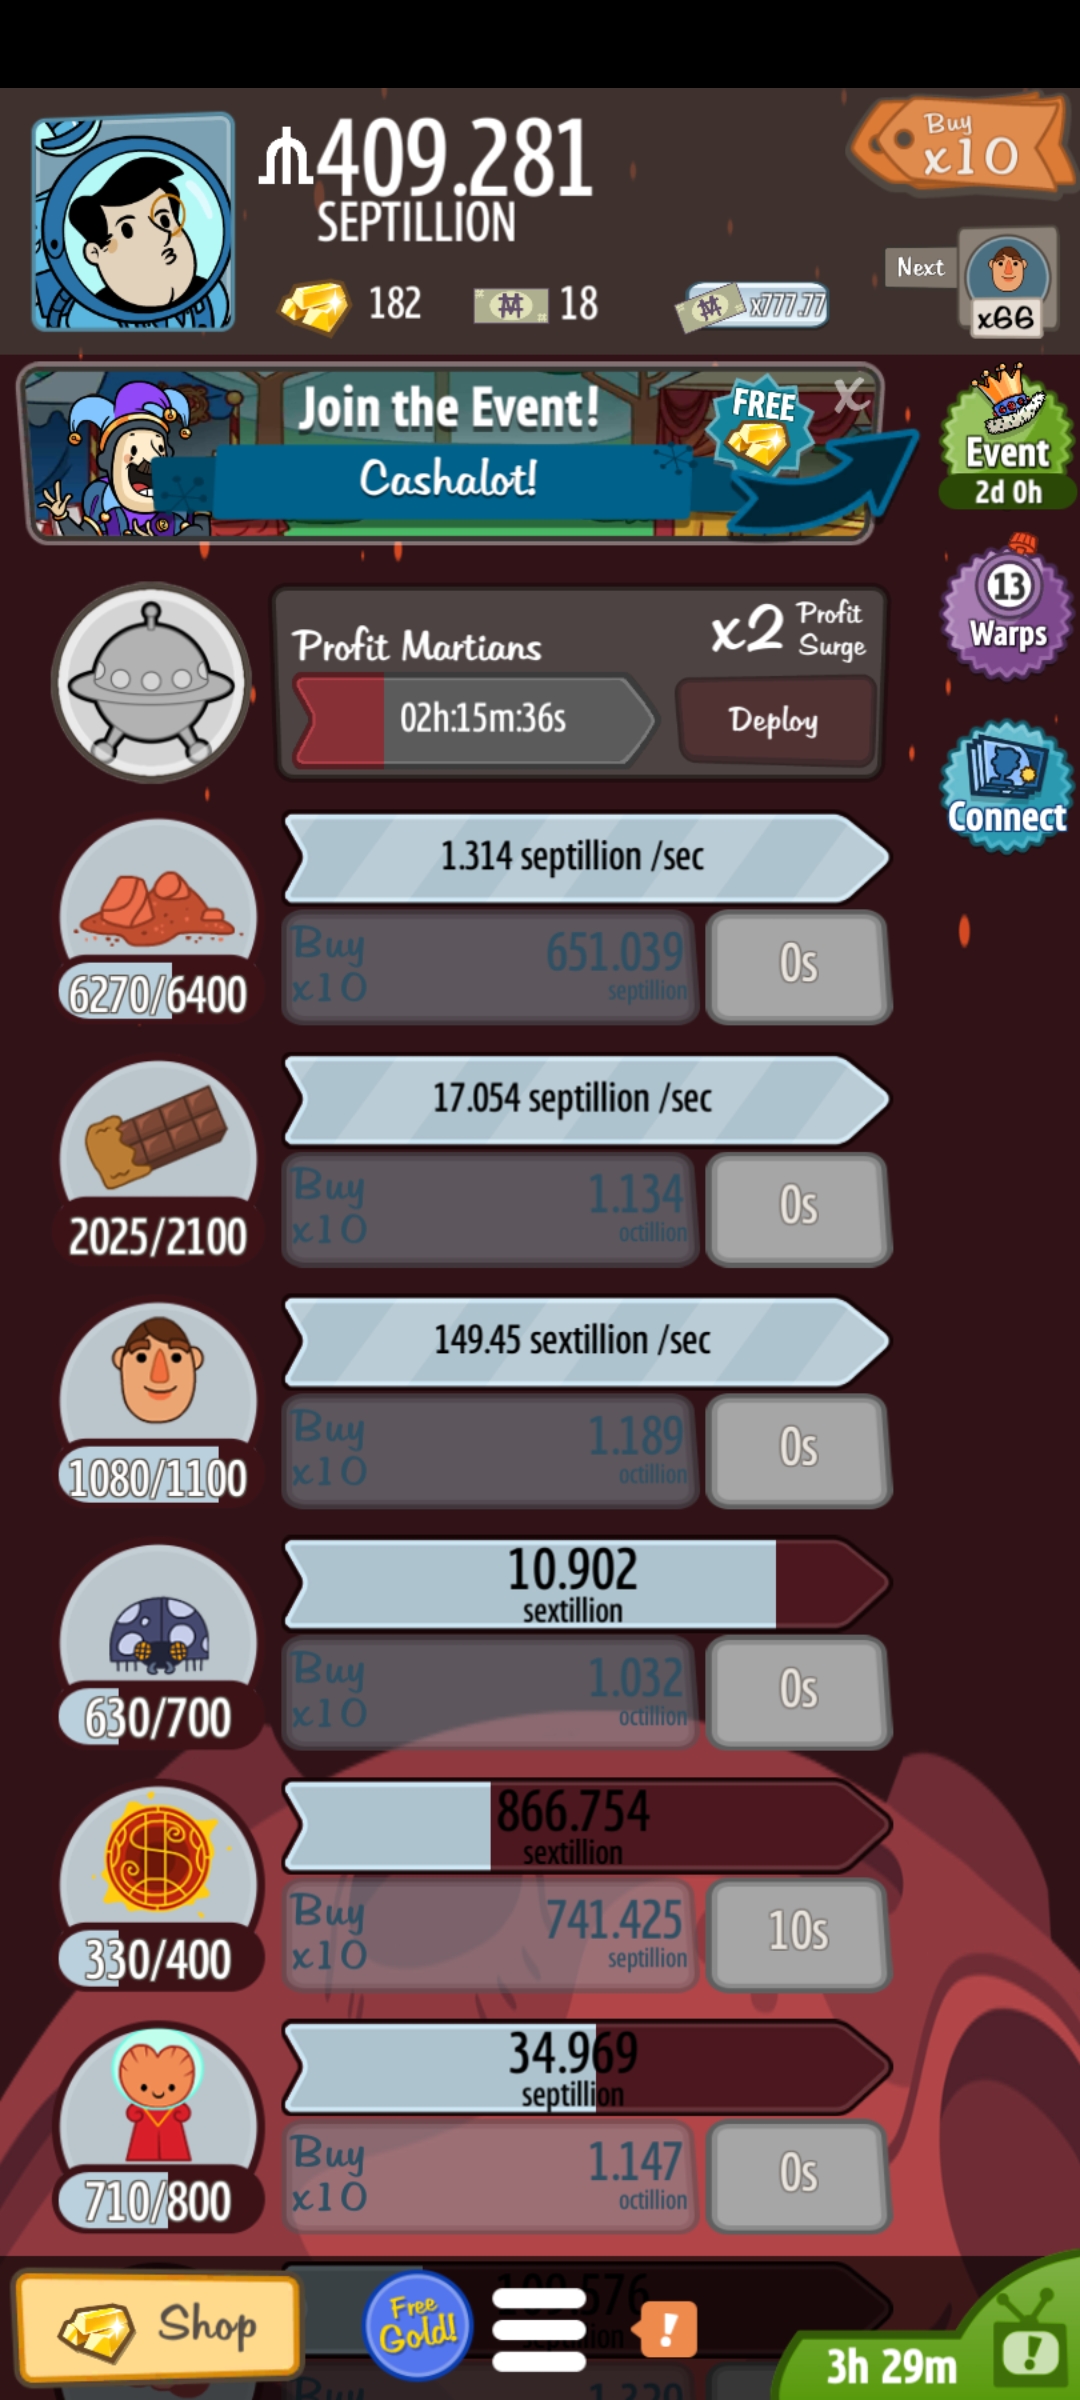 409.281
SEPTILLION
Buy
x10
182
18
x777.77
Next
x66
Join the Event!
FREE
X
Cashalot!
Event
2d 0h
13
Warps
Connect
Profit Martians
x2 Profit Surge
02h:15m:36s
Deploy
1.314 septillion /sec
Buy x10
651.039
septillion
0s
6270/6400
17.054 septillion /sec
Buy x10
1.134
octillion
0s
2025/2100
149.45 sextillion /sec
Buy x10
1.189
octillion
0s
1080/1100
10.902
sextillion
Buy x10
1.032
octillion
0s
630/700
866.754
sextillion
Buy x10
741.425
septillion
10s
330/400
34.969
septillion
Buy x10
1.147
octillion
0s
710/800
Shop
Free Gold!
!
3h 29m
!
Buy